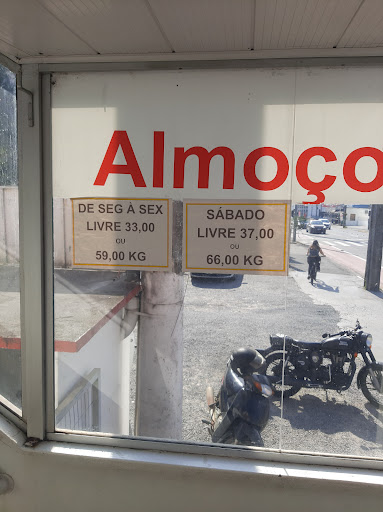 Almoço
DE SEG À SEX
LIVRE 33,00
OU
59,00 KG
SÁBADO
LIVRE 37,00
OU
66,00 KG